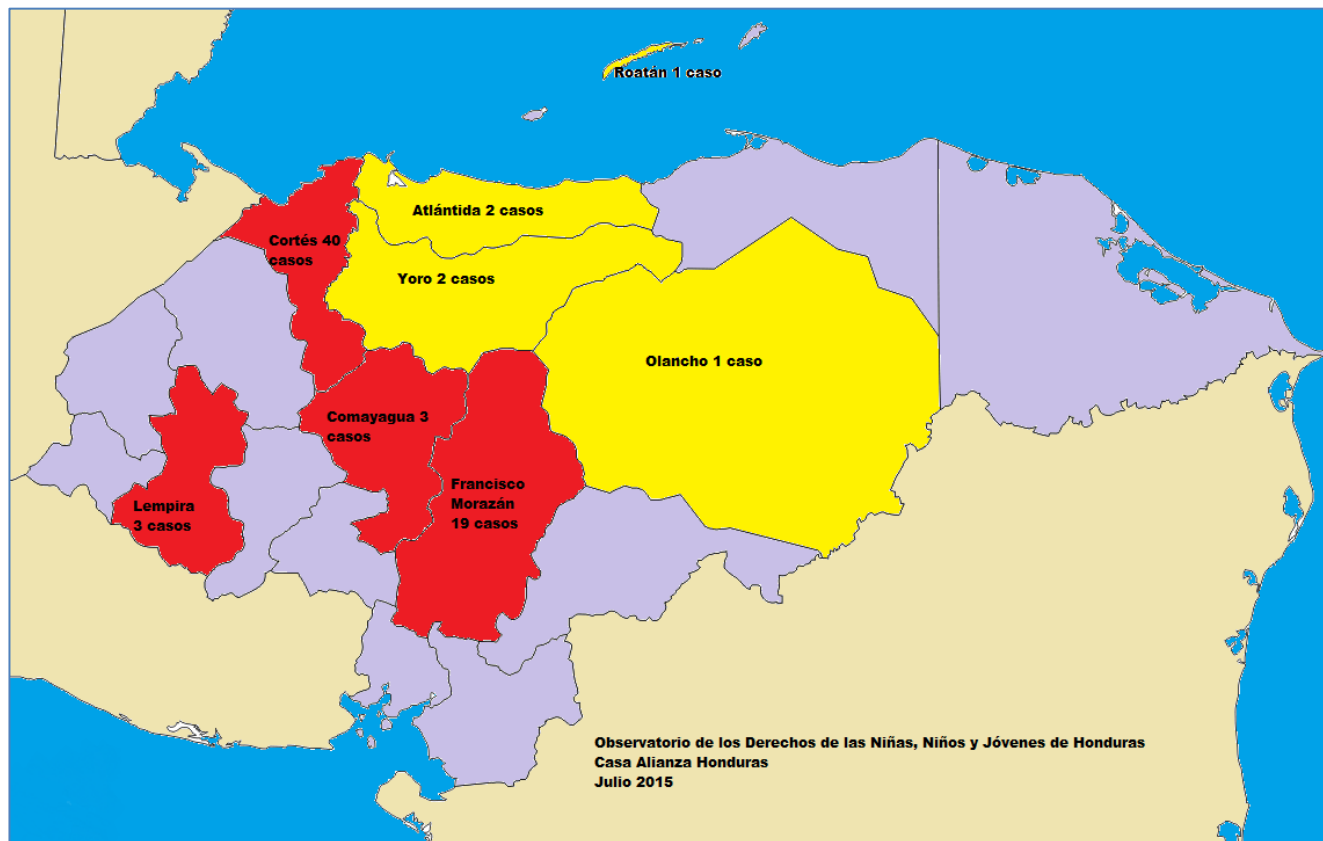 Roatán 1 caso
Atlántida 2 casos
Cortés 40
casos
Yoro 2 casos
Olancho 1 caso
Comayagua 3
casos
Francisco
Morazán
19 casos
Lempira
3 casos
Observatorio de los Derechos de las Niñas, Niños y Jóvenes de Honduras
Casa Alianza Honduras
Julio 2015